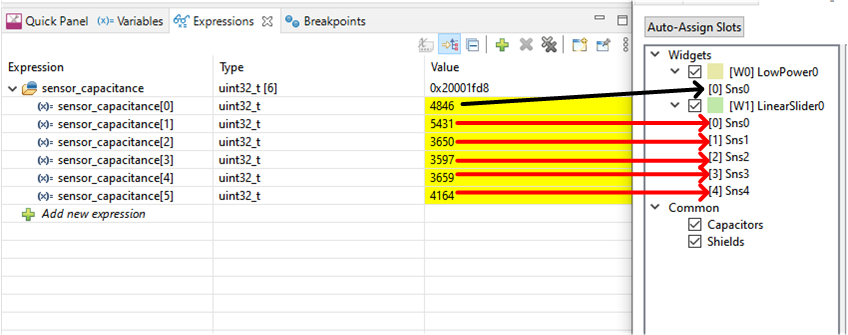 Quick Panel (x)= Variables Expressions Breakpoints
Expression Type Value
sensor_capacitance uint32_t [6] 0x20001fd8
(x)= sensor_capacitance[0] uint32_t 4846
(x)= sensor_capacitance[1] uint32_t 5431
(x)= sensor_capacitance[2] uint32_t 3650
(x)= sensor_capacitance[3] uint32_t 3597
(x)= sensor_capacitance[4] uint32_t 3659
(x)= sensor_capacitance[5] uint32_t 4164
Add new expression
Auto-Assign Slots
Widgets
[W0] LowPower0
[0] Sns0
[W1] LinearSlider0
[0] Sns0
[1] Sns1
[2] Sns2
[3] Sns3
[4] Sns4
Common
Capacitors
Shields